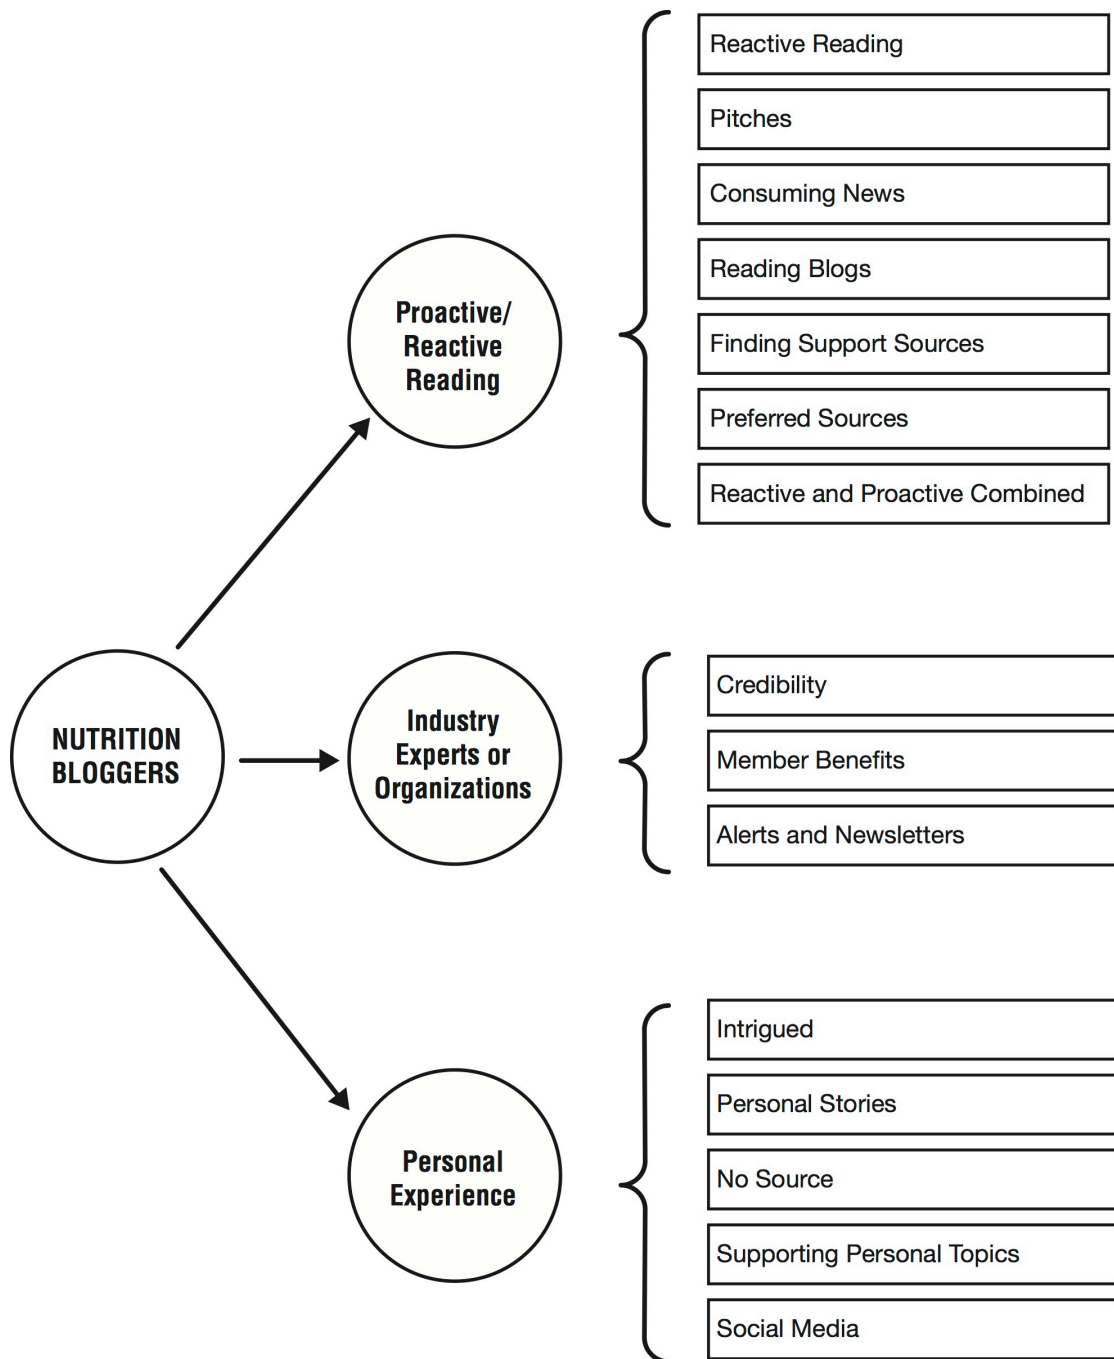 NUTRITION
BLOGGERS
Proactive/
Reactive
Reading
Reactive Reading
Pitches
Consuming News
Reading Blogs
Finding Support Sources
Preferred Sources
Reactive and Proactive Combined
Industry
Experts or
Organizations
Credibility
Member Benefits
Alerts and Newsletters
Personal
Experience
Intrigued
Personal Stories
No Source
Supporting Personal Topics
Social Media